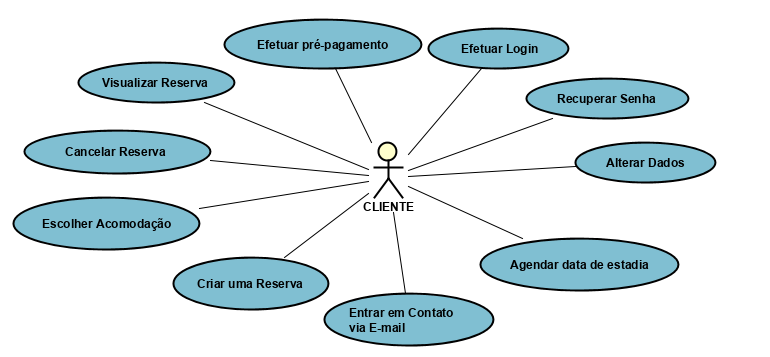 Efetuar pré-pagamento
Efetuar Login
Visualizar Reserva
Recuperar Senha
Cancelar Reserva
Alterar Dados
CLIENTE
Escolher Acomodação
Agendar data de estadia
Criar uma Reserva
Entrar em Contato
via E-mail